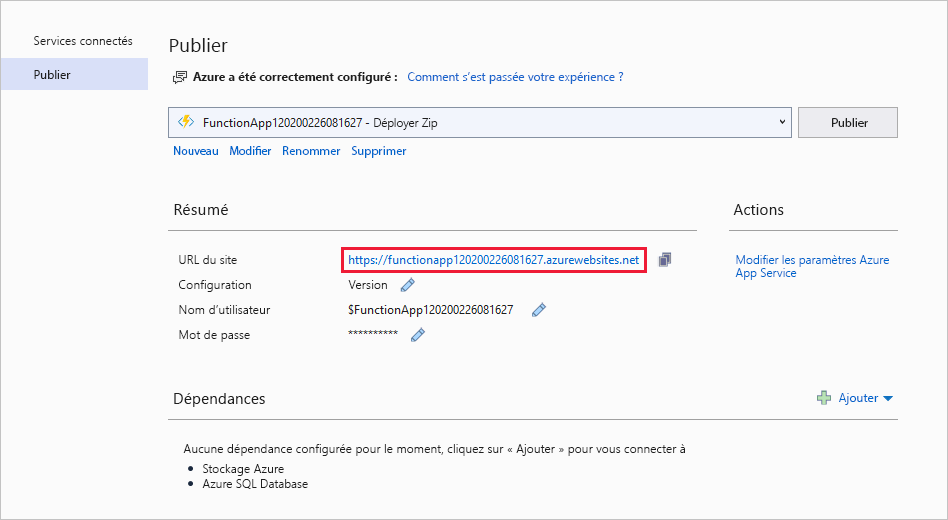 Services connectés
Publier
Publier
Azure a été correctement configuré : Comment s'est passée votre expérience ?
FunctionApp120200226081627 - Déployer Zip
Publier
Nouveau Modifier Renommer Supprimer
Résumé
Actions
URL du site https://functionapp120200226081627.azurewebsites.net
Modifier les paramètres Azure
App Service
Configuration Version
Nom d'utilisateur $FunctionApp120200226081627
Mot de passe **********
Dépendances
Ajouter
Aucune dépendance configurée pour le moment, cliquez sur « Ajouter » pour vous connecter à
• Stockage Azure
• Azure SQL Database